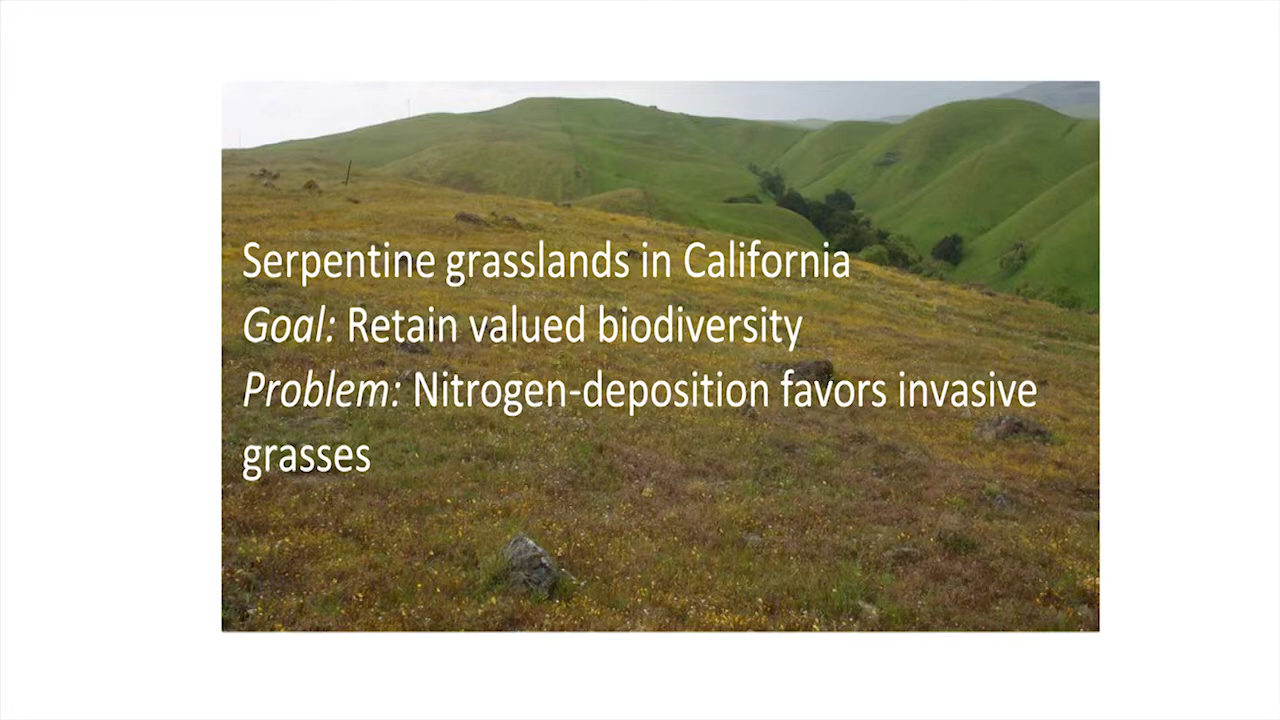 Serpentine grasslands in California
Goal: Retain valued biodiversity
Problem: Nitrogen-deposition favors invasive
grasses